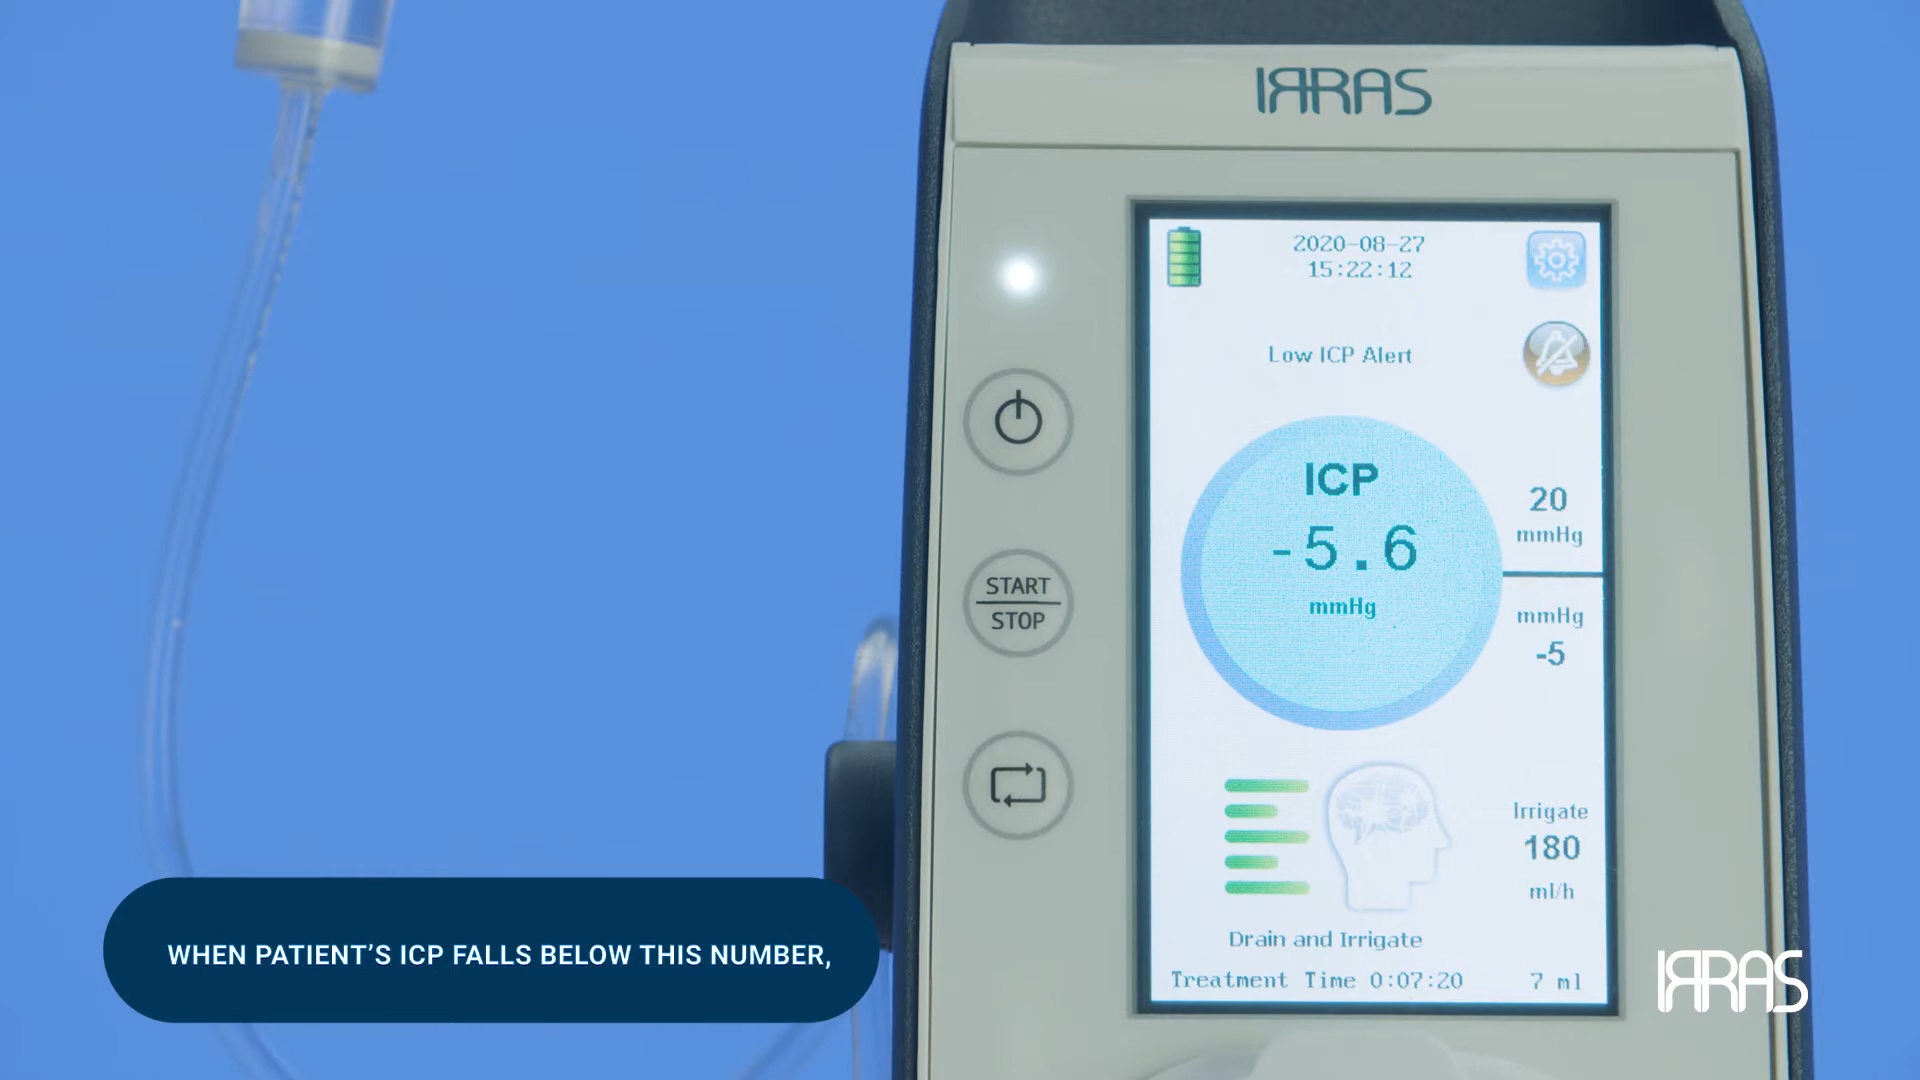 IRRAS
2020-08-27
15:22:12
Low ICP Alert
ICP
-5.6
mmHg
20
mmHg
mmHg
-5
START
STOP
Irrigate
180
ml/h
Drain and Irrigate
Treatment Time 0:07:20 7 ml
WHEN PATIENT’S ICP FALLS BELOW THIS NUMBER,
IRRAS